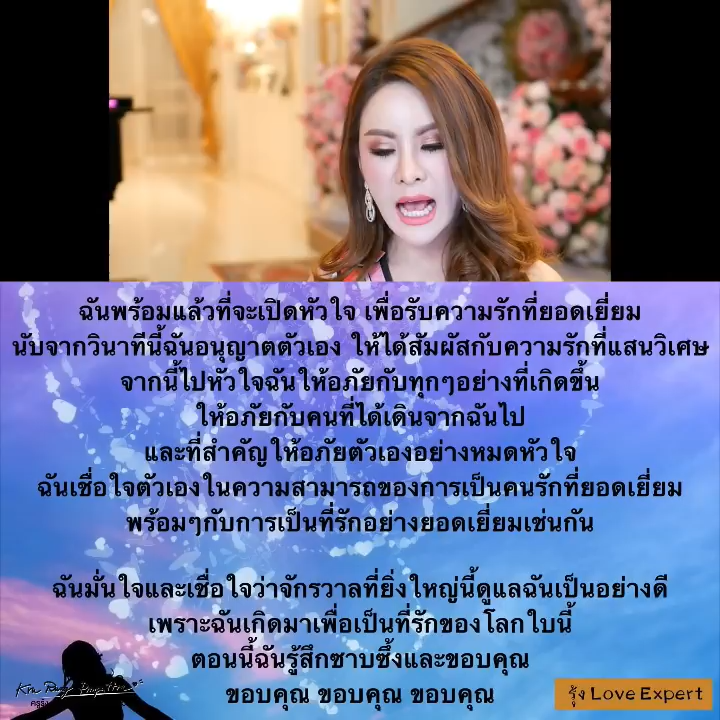 ฉันพร้อมแล้วที่จะเปิดหัวใจ เพื่อรับความรักที่ยอดเยี่ยม
นับจากวินาทีนี้ฉันอนุญาตตัวเอง ให้ได้สัมผัสกับความรักที่แสนวิเศษ
จากนี้ไปหัวใจฉันให้อภัยกับทุกๆอย่างที่เกิดขึ้น
ให้อภัยกับคนที่ได้เดินจากฉันไป
และที่สำคัญให้อภัยตัวเองอย่างหมดหัวใจ
ฉันเชื่อใจตัวเองในความสามารถของการเป็นคนรักที่ยอดเยี่ยม
พร้อมๆกับการเป็นที่รักอย่างยอดเยี่ยมเช่นกัน
ฉันมั่นใจและเชื่อใจว่าจักรวาลที่ยิ่งใหญ่นี้ดูแลฉันเป็นอย่างดี
เพราะฉันเกิดมาเพื่อเป็นที่รักของโลกใบนี้
ตอนนี้ฉันรู้สึกซาบซึ้งและขอบคุณ
ขอบคุณ ขอบคุณ ขอบคุณ
ครูรุ้ง
รุ้ง Love Expert